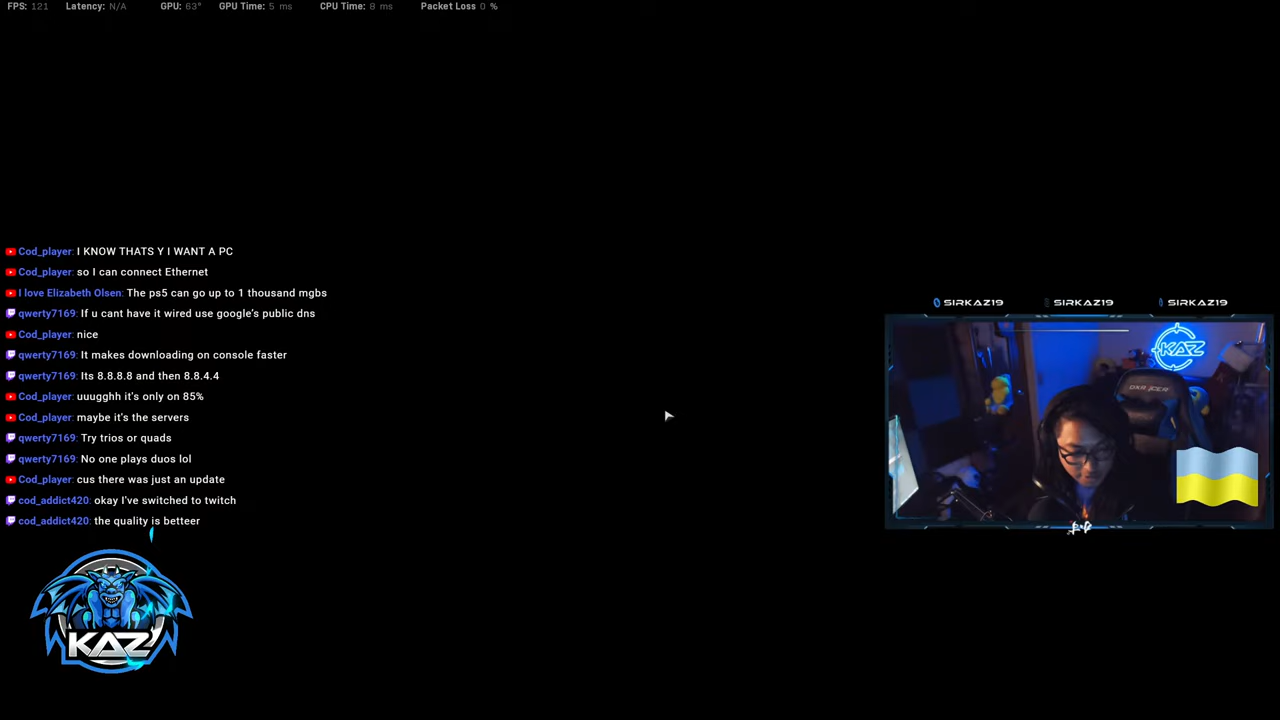 FPS: 121 Latency: N/A GPU: 63° GPU Time: 5 ms CPU Time: 8 ms Packet Loss 0 %
Cod_player: I KNOW THATS Y I WANT A PC
Cod_player: so I can connect Ethernet
I love Elizabeth Olsen: The ps5 can go up to 1 thousand mgbs
qwerty7169: If u cant have it wired use google's public dns
Cod_player: nice
qwerty7169: It makes downloading on console faster
qwerty7169: Its 8.8.8.8 and then 8.8.4.4
Cod_player: uuugghh it's only on 85%
Cod_player: maybe it's the servers
qwerty7169: Try trios or quads
qwerty7169: No one plays duos lol
Cod_player: cus there was just an update
cod_addict420: okay I've switched to twitch
cod_addict420: the quality is betteer
KAZ
SIRKAZ19 SIRKAZ19 SIRKAZ19
KAZ
DXRACER